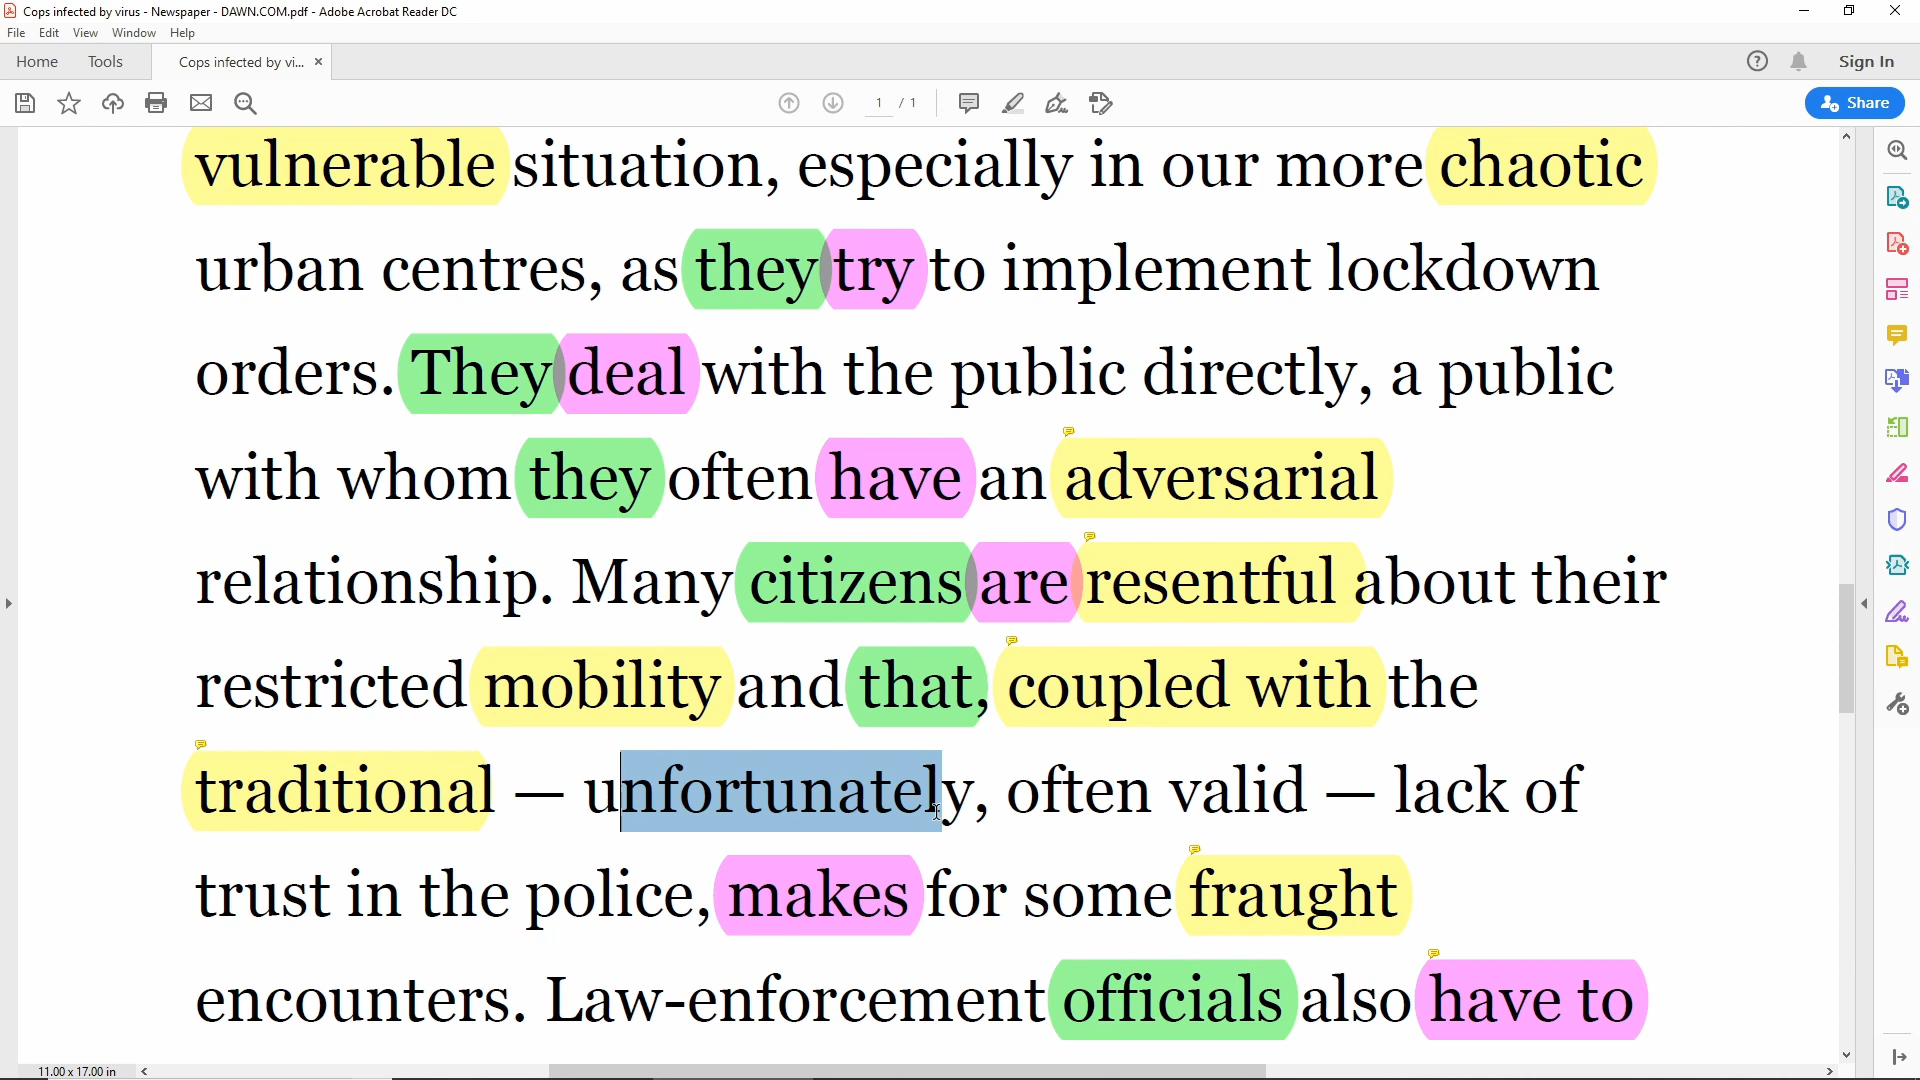 Cops infected by virus - Newspaper - DAWN.COM.pdf - Adobe Acrobat Reader DC
File Edit View Window Help
Home Tools Cops infected by vi... × Sign In
1 / 1 Share
vulnerable situation, especially in our more chaotic
urban centres, as they try to implement lockdown
orders. They deal with the public directly, a public
with whom they often have an adversarial
relationship. Many citizens are resentful about their
restricted mobility and that, coupled with the
traditional — unfortunately, often valid — lack of
trust in the police, makes for some fraught
encounters. Law-enforcement officials also have to
11.00 x 17.00 in